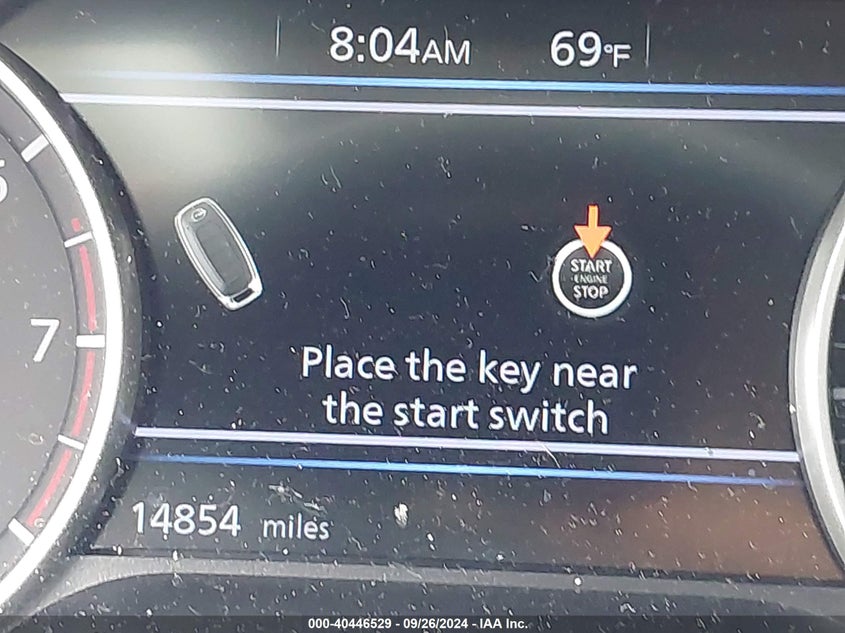 8:04AM 69°F
START
ENGINE
STOP
Place the key near
the start switch
7
14854 miles
000-40446529 - 09/26/2024 - IAA Inc.